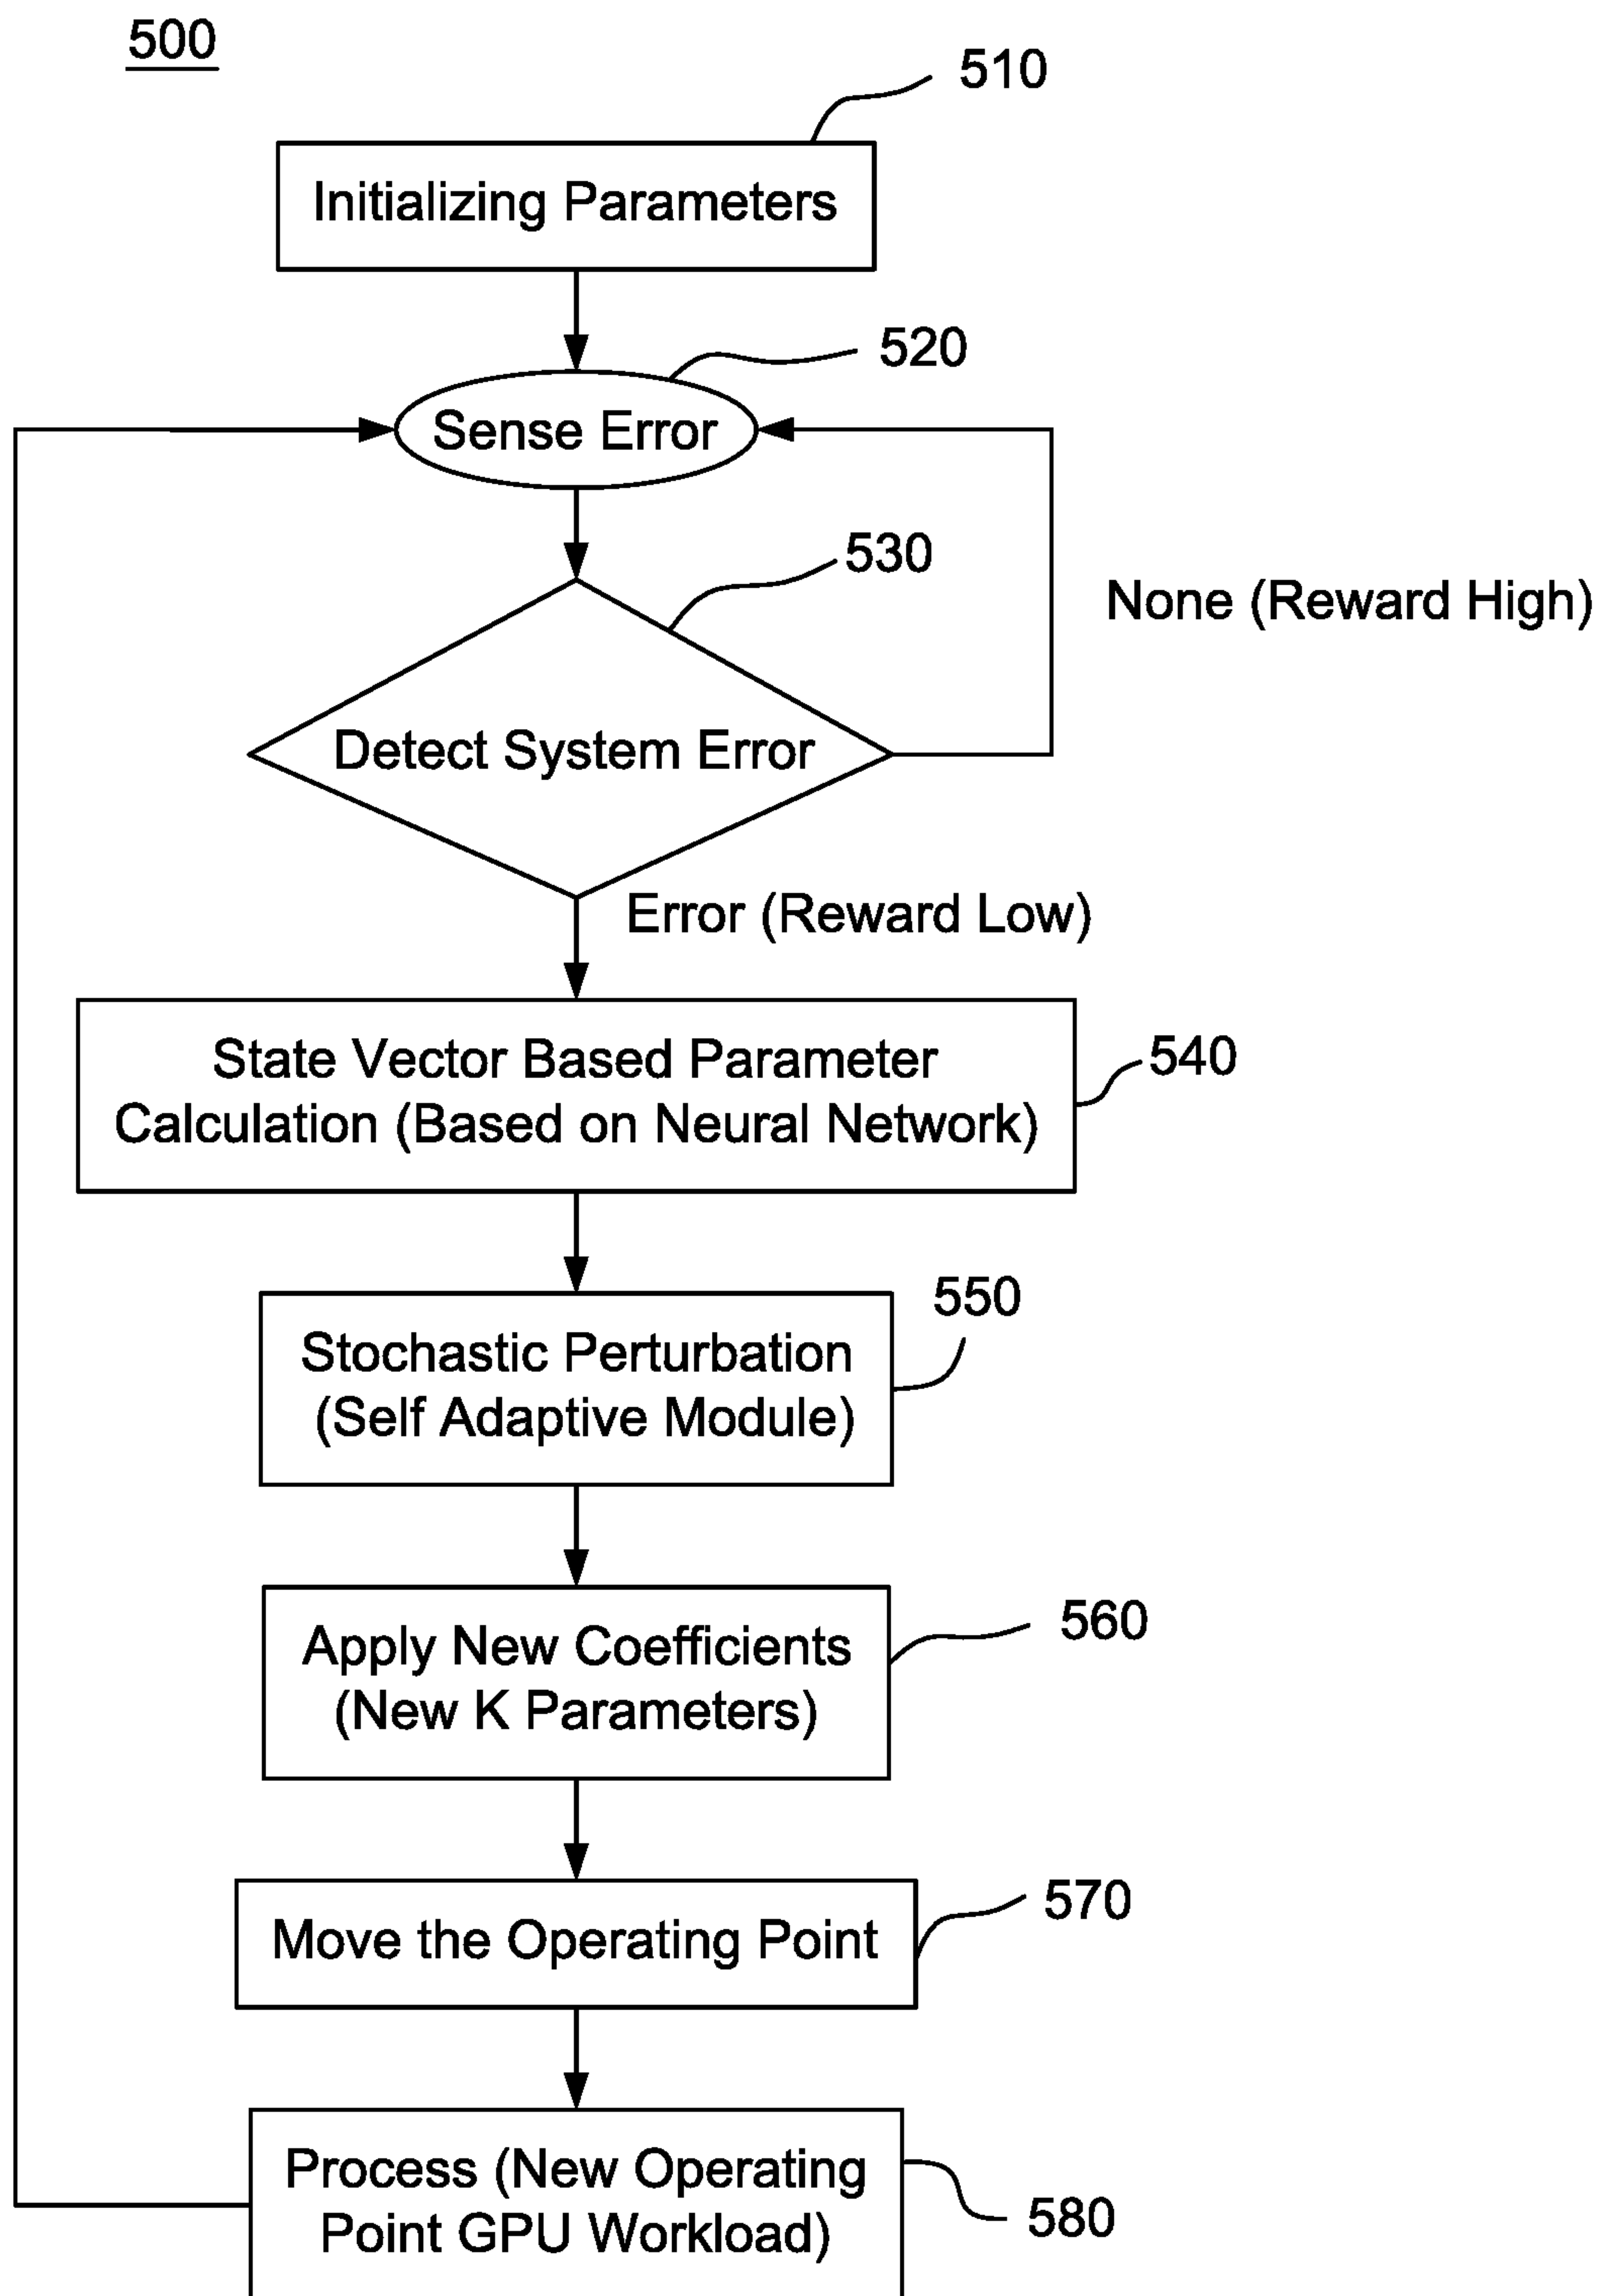 500
510
Initializing Parameters
520
Sense Error
530
None (Reward High)
Detect System Error
Error (Reward Low)
State Vector Based Parameter
Calculation (Based on Neural Network)
540
550
Stochastic Perturbation
(Self Adaptive Module)
560
Apply New Coefficients
(New K Parameters)
570
Move the Operating Point
Process (New Operating
Point GPU Workload)
580